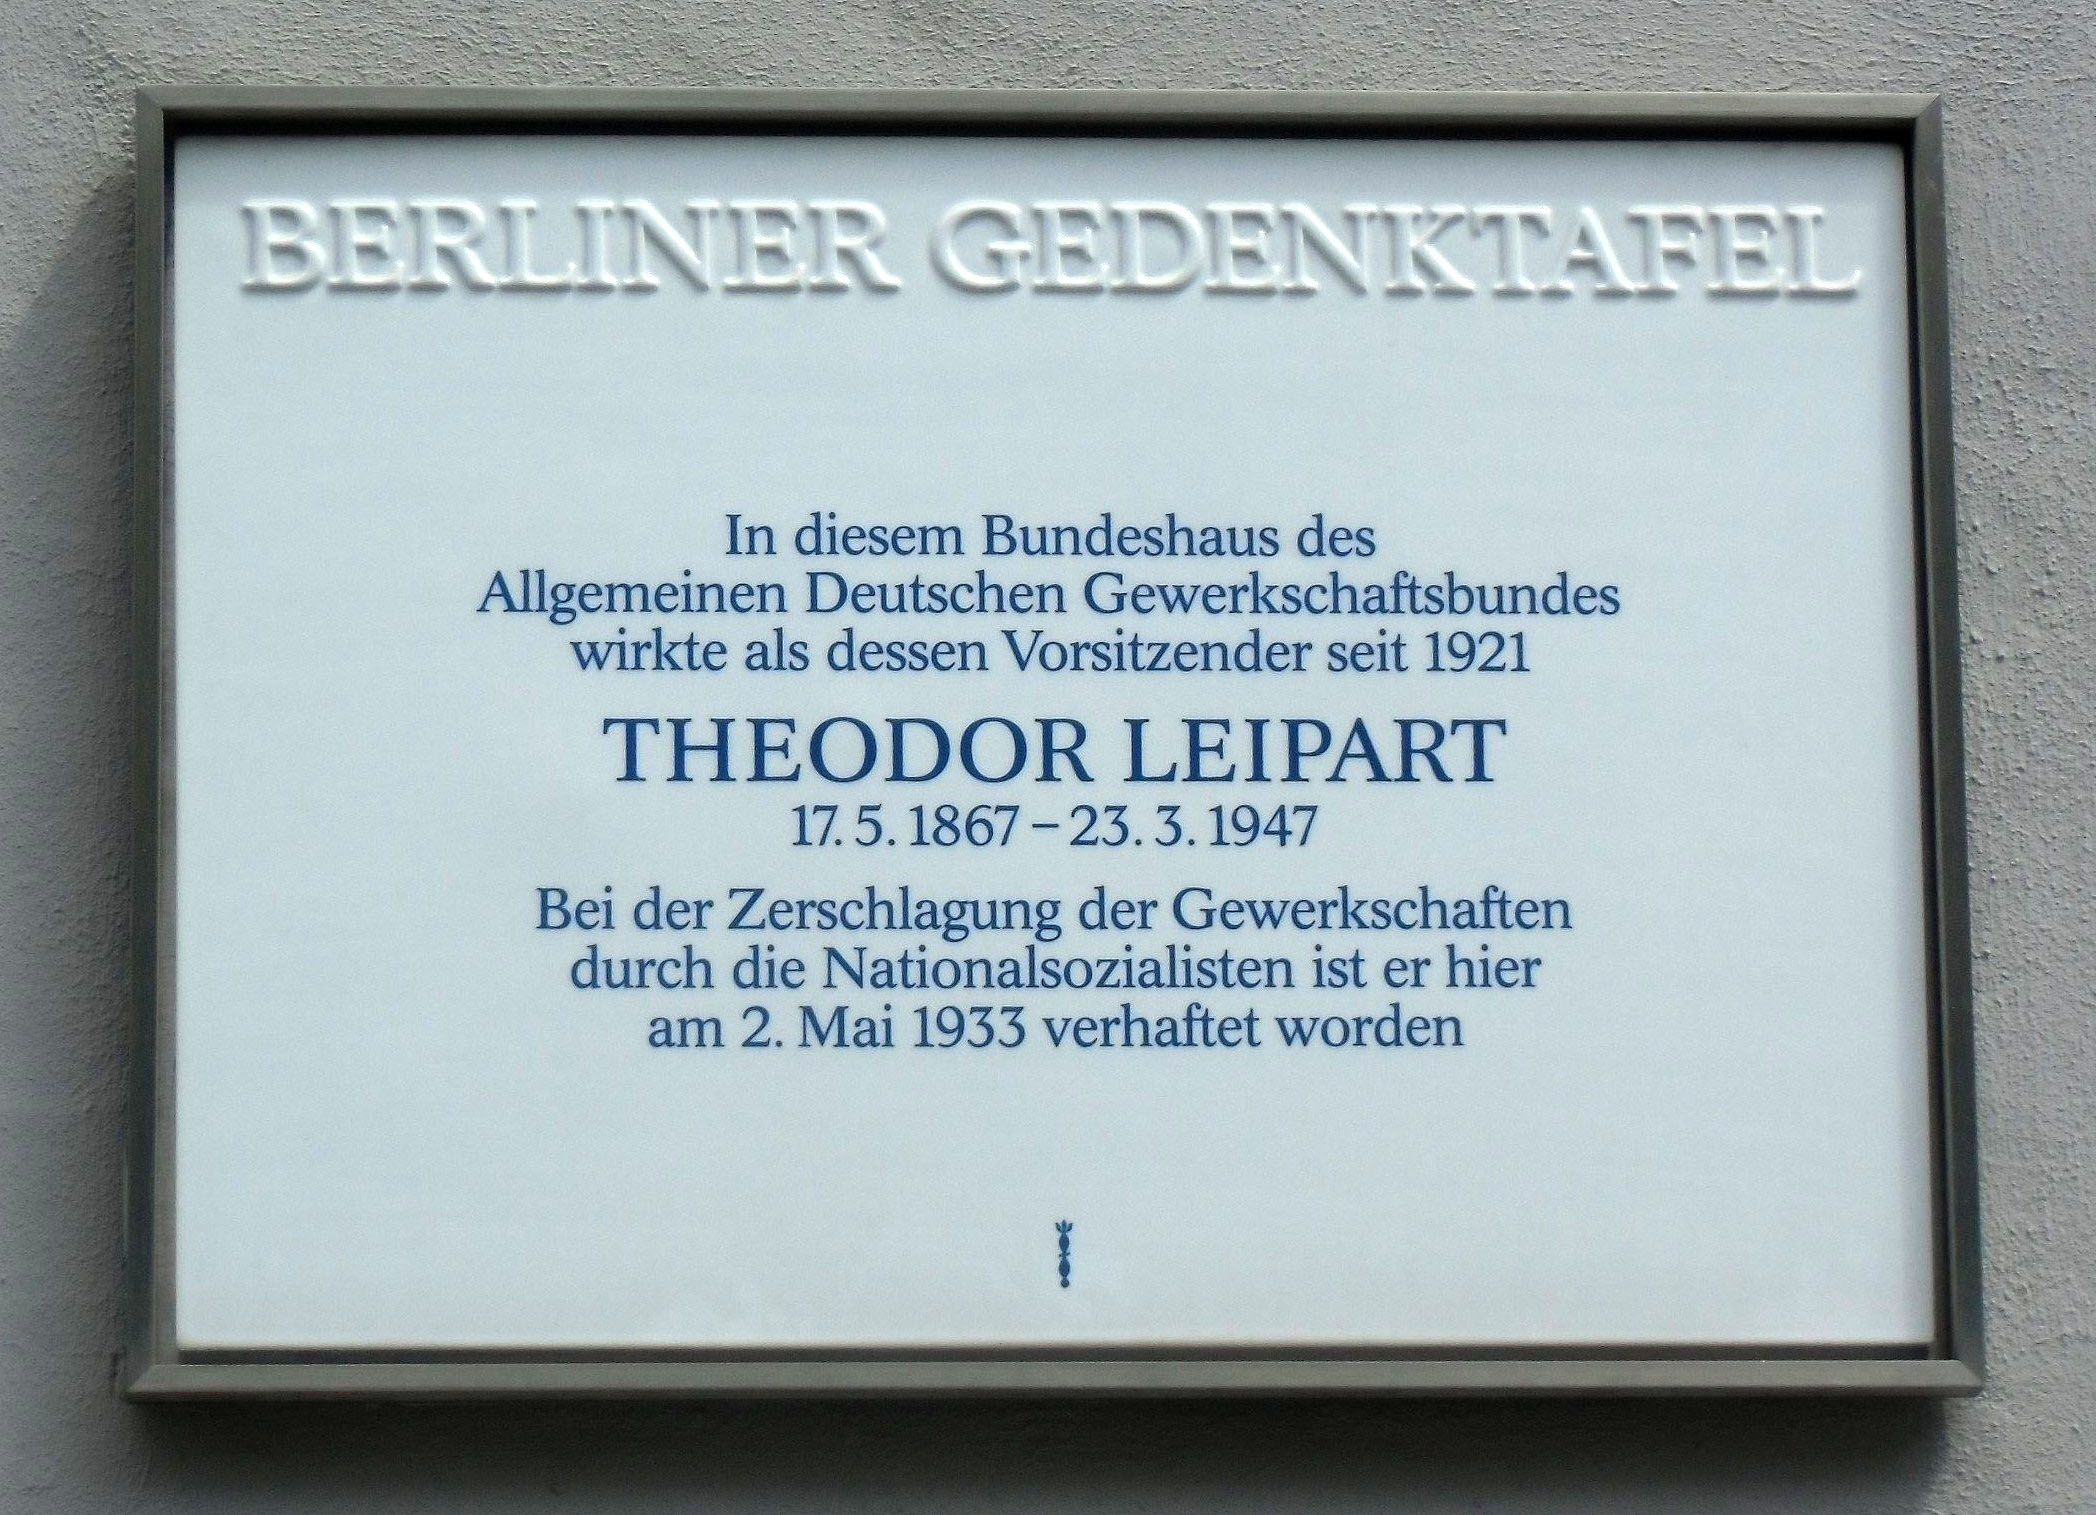 BERLINER GEDENKTAFEL
In diesem Bundeshaus des
Allgemeinen Deutschen Gewerkschaftsbundes
wirkte als dessen Vorsitzender seit 1921
THEODOR LEIPART
17. 5. 1867 – 23. 3. 1947
Bei der Zerschlagung der Gewerkschaften
durch die Nationalsozialisten ist er hier
am 2. Mai 1933 verhaftet worden